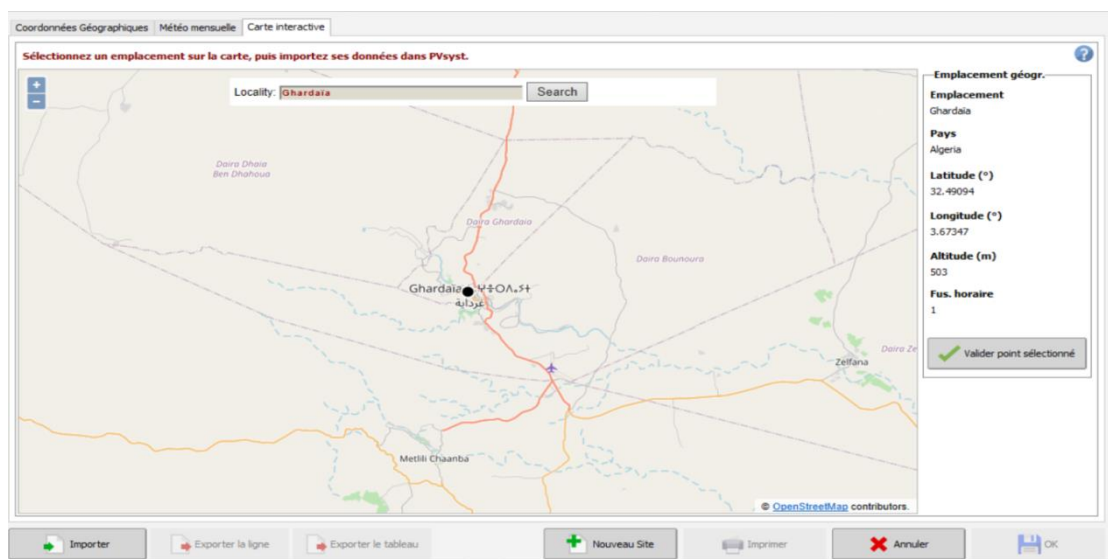 Coordonnées Géographiques Météo mensuelle Carte interactive
Sélectionnez un emplacement sur la carte, puis importez ses données dans PVsyst.
?
+
−
Locality: Ghardaïa Search
Daira Dhaia
Ben Dhahoua
Daira Ghardaia
Daira Bounoura
Ghardaïa ⵖⴻⵔⴷⴰⵢⵜ
غرداية
Zelfana
Daira Ze
Metlili Chaanba
© OpenStreetMap contributors.
Emplacement géogr.
Emplacement
Ghardaïa
Pays
Algeria
Latitude (°)
32.49094
Longitude (°)
3.67347
Altitude (m)
503
Fus. horaire
1
Valider point sélectionné
Importer Exporter la ligne Exporter le tableau Nouveau Site Imprimer Annuler OK